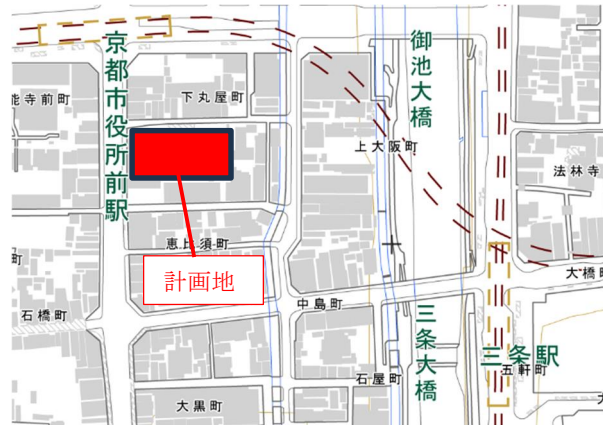 京都市役所前駅
御池大橋
下丸屋町
能寺前町
上大阪町
法林寺
恵比須町
町
計画地
大橋町
中島町
石橋町
三条大橋
三条駅
五軒町
石屋町
大黒町